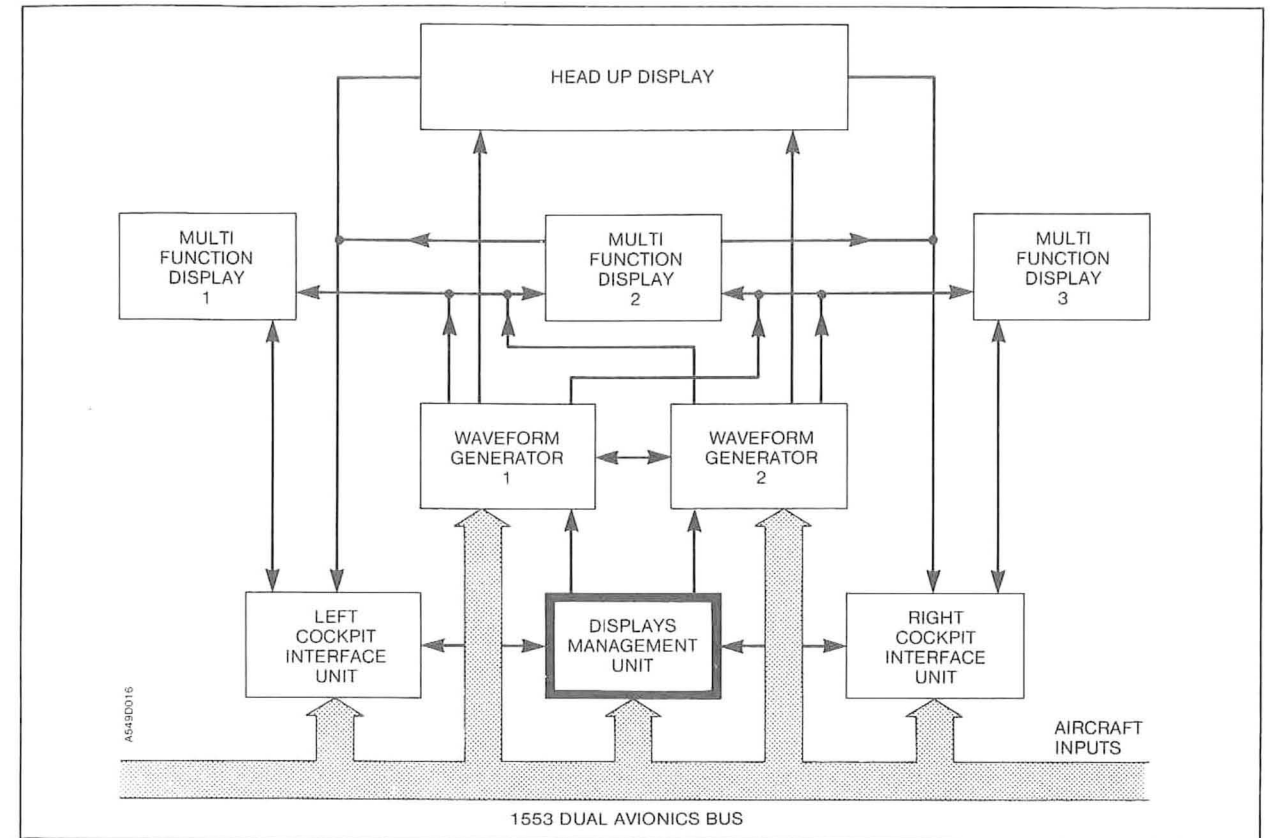 HEAD UP DISPLAY
MULTI
FUNCTION
DISPLAY
1
MULTI
FUNCTION
DISPLAY
2
MULTI
FUNCTION
DISPLAY
3
WAVEFORM
GENERATOR
1
WAVEFORM
GENERATOR
2
LEFT
COCKPIT
INTERFACE
UNIT
DISPLAYS
MANAGEMENT
UNIT
RIGHT
COCKPIT
INTERFACE
UNIT
A549D016
AIRCRAFT
INPUTS
1553 DUAL AVIONICS BUS